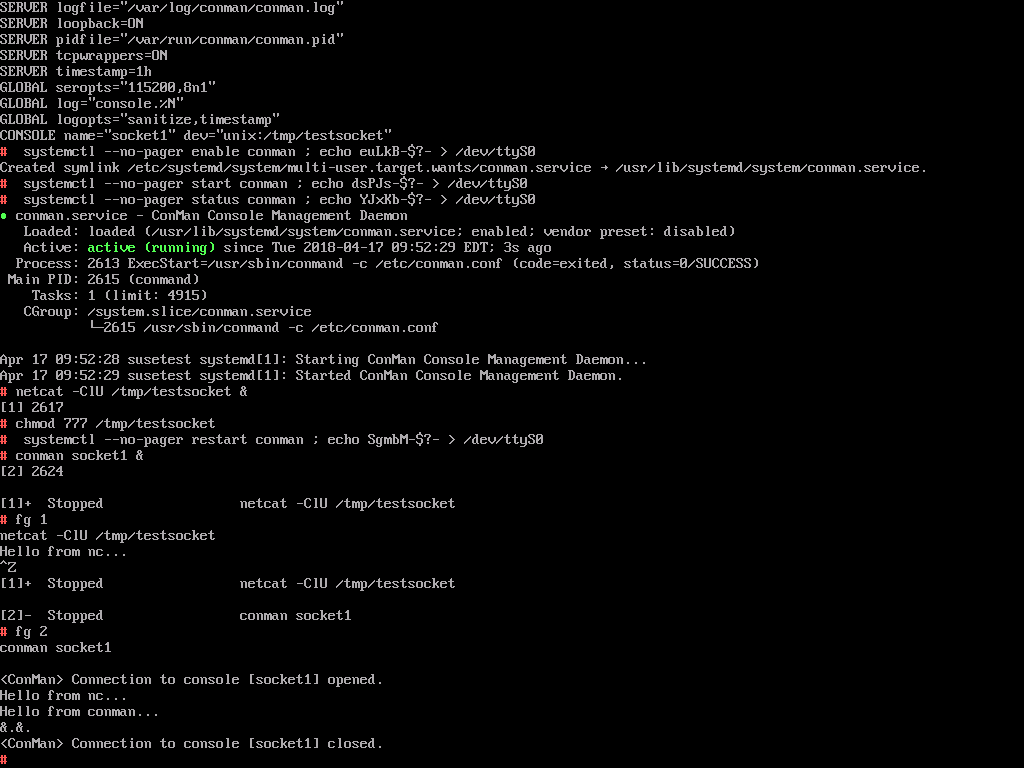 SERVER logfile="/var/log/conman/conman.log"
SERVER loopback=ON
SERVER pidfile="/var/run/conman/conman.pid"
SERVER tcpwrappers=ON
SERVER timestamp=1h
GLOBAL seropts="115200,8n1"
GLOBAL log="console.%N"
GLOBAL logopts="sanitize,timestamp"
CONSOLE name="socket1" dev="unix:/tmp/testsocket"
#  systemctl --no-pager enable conman ; echo euLkB-$?- > /dev/ttyS0
Created symlink /etc/systemd/system/multi-user.target.wants/conman.service → /usr/lib/systemd/system/conman.service.
#  systemctl --no-pager start conman ; echo dsPJs-$?- > /dev/ttyS0
#  systemctl --no-pager status conman ; echo YJxKb-$?- > /dev/ttyS0
● conman.service - ConMan Console Management Daemon
   Loaded: loaded (/usr/lib/systemd/system/conman.service; enabled; vendor preset: disabled)
   Active: active (running) since Tue 2018-04-17 09:52:29 EDT; 3s ago
  Process: 2613 ExecStart=/usr/sbin/conmand -c /etc/conman.conf (code=exited, status=0/SUCCESS)
 Main PID: 2615 (conmand)
    Tasks: 1 (limit: 4915)
   CGroup: /system.slice/conman.service
           └─2615 /usr/sbin/conmand -c /etc/conman.conf
Apr 17 09:52:28 susetest systemd[1]: Starting ConMan Console Management Daemon...
Apr 17 09:52:29 susetest systemd[1]: Started ConMan Console Management Daemon.
# netcat -ClU /tmp/testsocket &
[1] 2617
# chmod 777 /tmp/testsocket
#  systemctl --no-pager restart conman ; echo SgmbM-$?- > /dev/ttyS0
# conman socket1 &
[2] 2624
[1]+  Stopped                 netcat -ClU /tmp/testsocket
# fg 1
netcat -ClU /tmp/testsocket
Hello from nc...
^Z
[1]+  Stopped                 netcat -ClU /tmp/testsocket
[2]-  Stopped                 conman socket1
# fg 2
conman socket1
<ConMan> Connection to console [socket1] opened.
Hello from nc...
Hello from conman...
&.&.
<ConMan> Connection to console [socket1] closed.
#